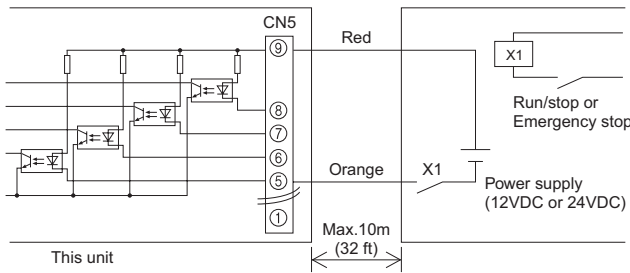 CN5
⑨
⑧
⑦
⑥
⑤
①
Red
Orange
X1
X1
Run/stop or
Emergency stop
Power supply
(12VDC or 24VDC)
Max.10m
(32 ft)
This unit